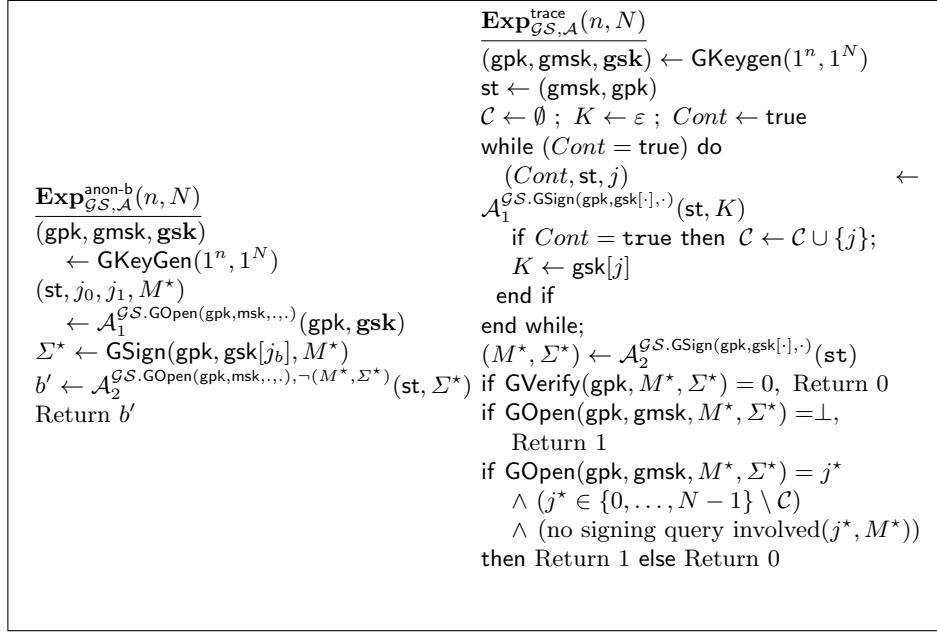 Exp^{anon-b}_{𝒢𝒮,𝒜}(n, N)
(gpk, gmsk, gsk)
← GKeyGen(1^n, 1^N)
(st, j_0, j_1, M^⋆)
← 𝒜_1^{𝒢𝒮.GOpen(gpk,msk,.,.)}(gpk, gsk)
Σ^⋆ ← GSign(gpk, gsk[j_b], M^⋆)
b′ ← 𝒜_2^{𝒢𝒮.GOpen(gpk,msk,.,.),¬(M^⋆,Σ^⋆)}(st, Σ^⋆)
Return b′
Exp^{trace}_{𝒢𝒮,𝒜}(n, N)
(gpk, gmsk, gsk) ← GKeygen(1^n, 1^N)
st ← (gmsk, gpk)
𝒞 ← ∅ ; K ← ε ; Cont ← true
while (Cont = true) do
(Cont, st, j) ←
𝒜_1^{𝒢𝒮.GSign(gpk,gsk[·],·)}(st, K)
if Cont = true then 𝒞 ← 𝒞 ∪ {j};
K ← gsk[j]
end if
end while;
(M^⋆, Σ^⋆) ← 𝒜_2^{𝒢𝒮.GSign(gpk,gsk[·],·)}(st)
if GVerify(gpk, M^⋆, Σ^⋆) = 0, Return 0
if GOpen(gpk, gmsk, M^⋆, Σ^⋆) =⊥,
Return 1
if GOpen(gpk, gmsk, M^⋆, Σ^⋆) = j^⋆
∧ (j^⋆ ∈ {0, . . . , N − 1} \ 𝒞)
∧ (no signing query involved(j^⋆, M^⋆))
then Return 1 else Return 0